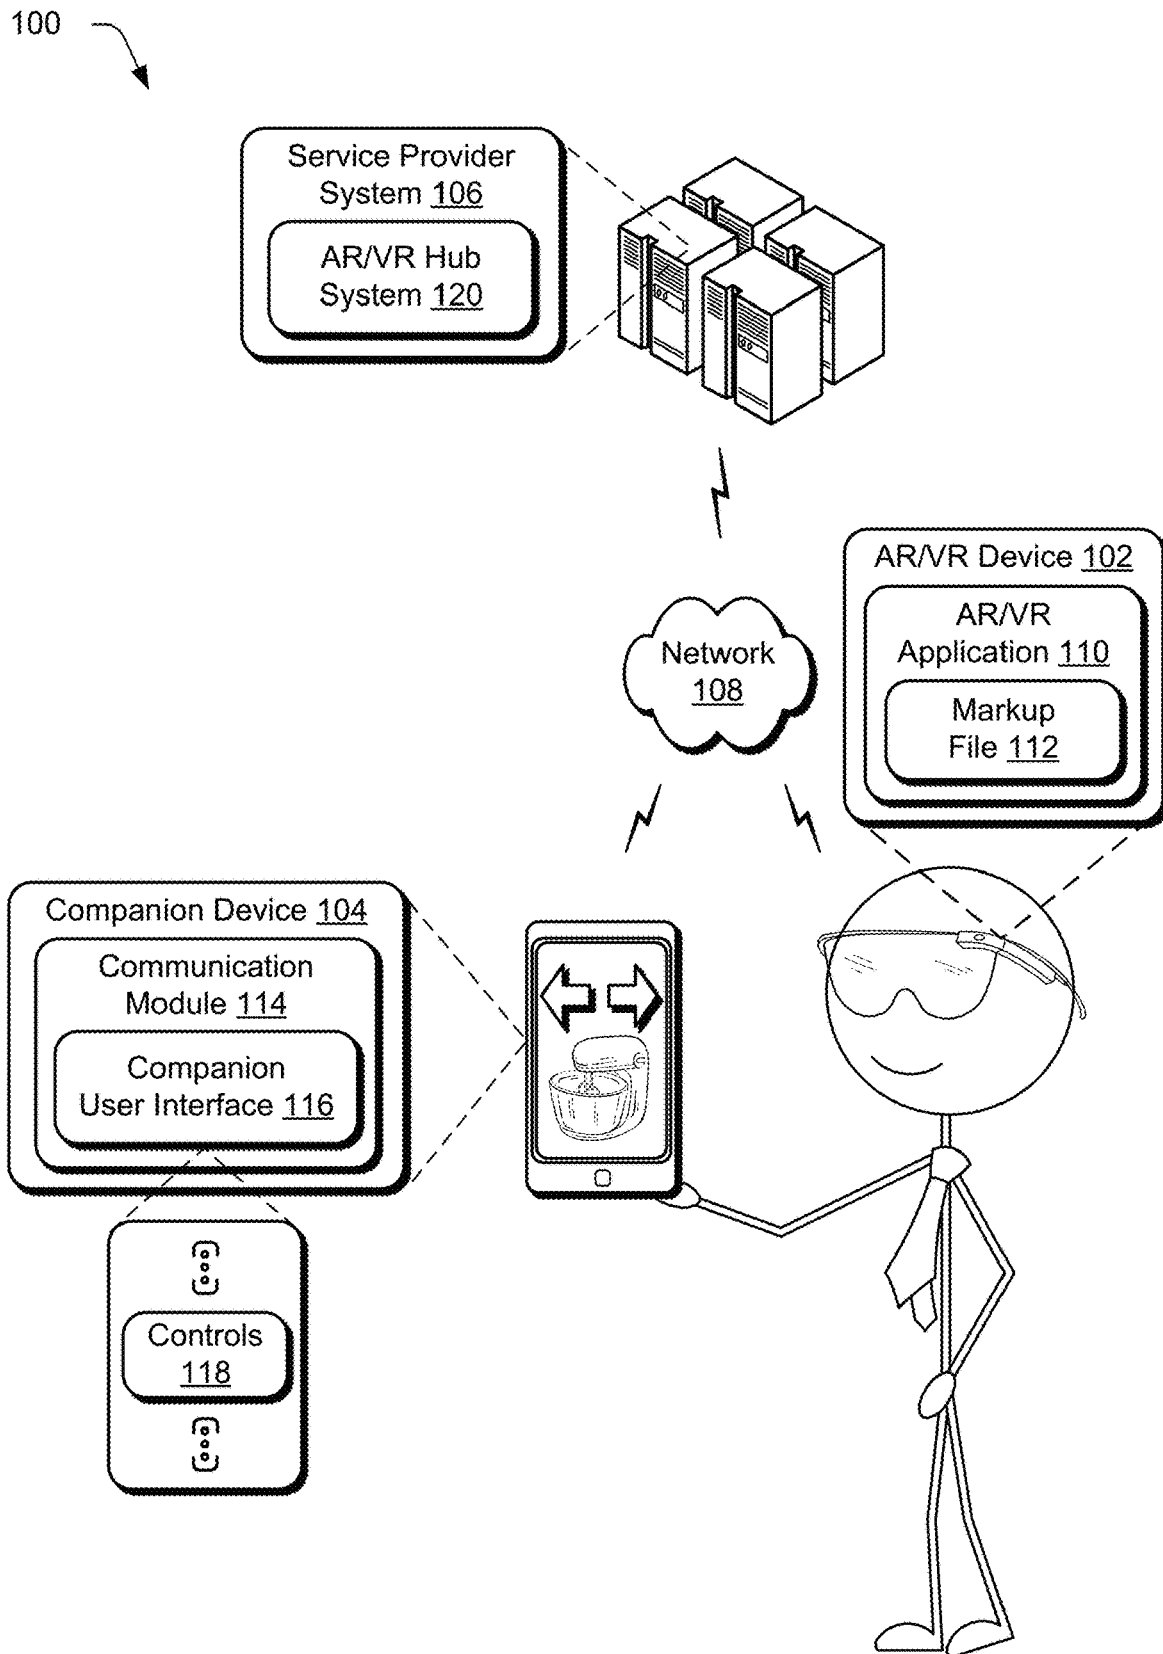 100
Service Provider
System 106
AR/VR Hub
System 120
AR/VR Device 102
AR/VR
Application 110
Markup
File 112
Network
108
Companion Device 104
Communication
Module 114
Companion
User Interface 116
Controls
118